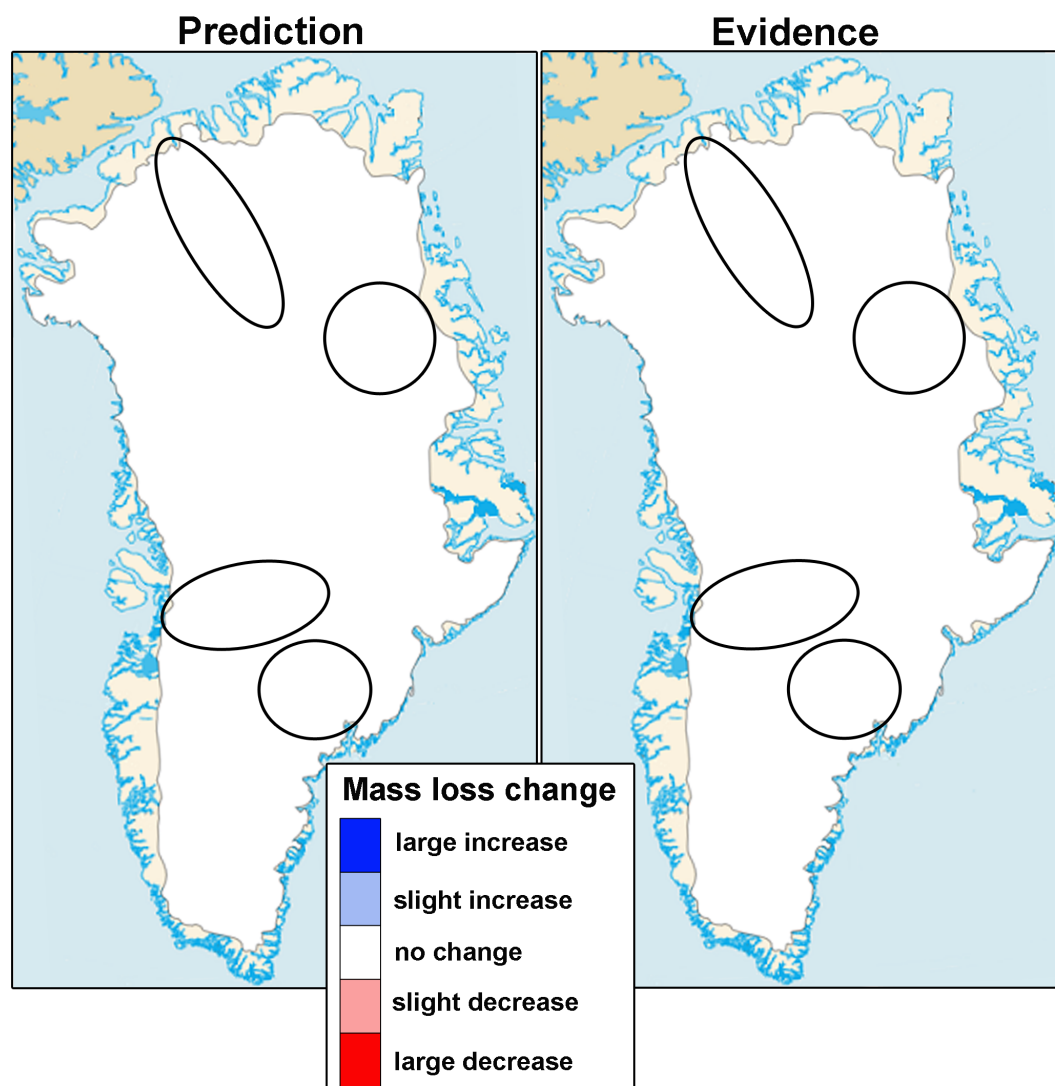 Prediction
Evidence
Mass loss change
large increase
slight increase
no change
slight decrease
large decrease